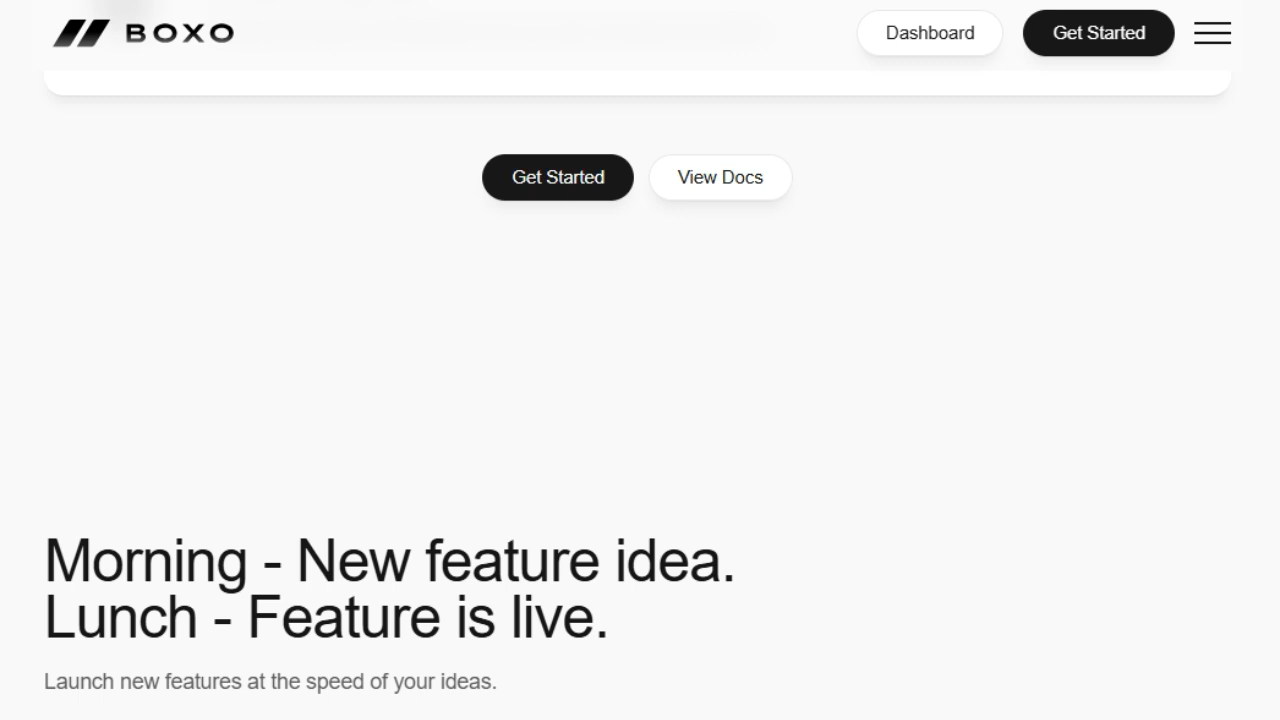 BOXO
Dashboard
Get Started
Get Started
View Docs
Morning - New feature idea.
Lunch - Feature is live.
Launch new features at the speed of your ideas.